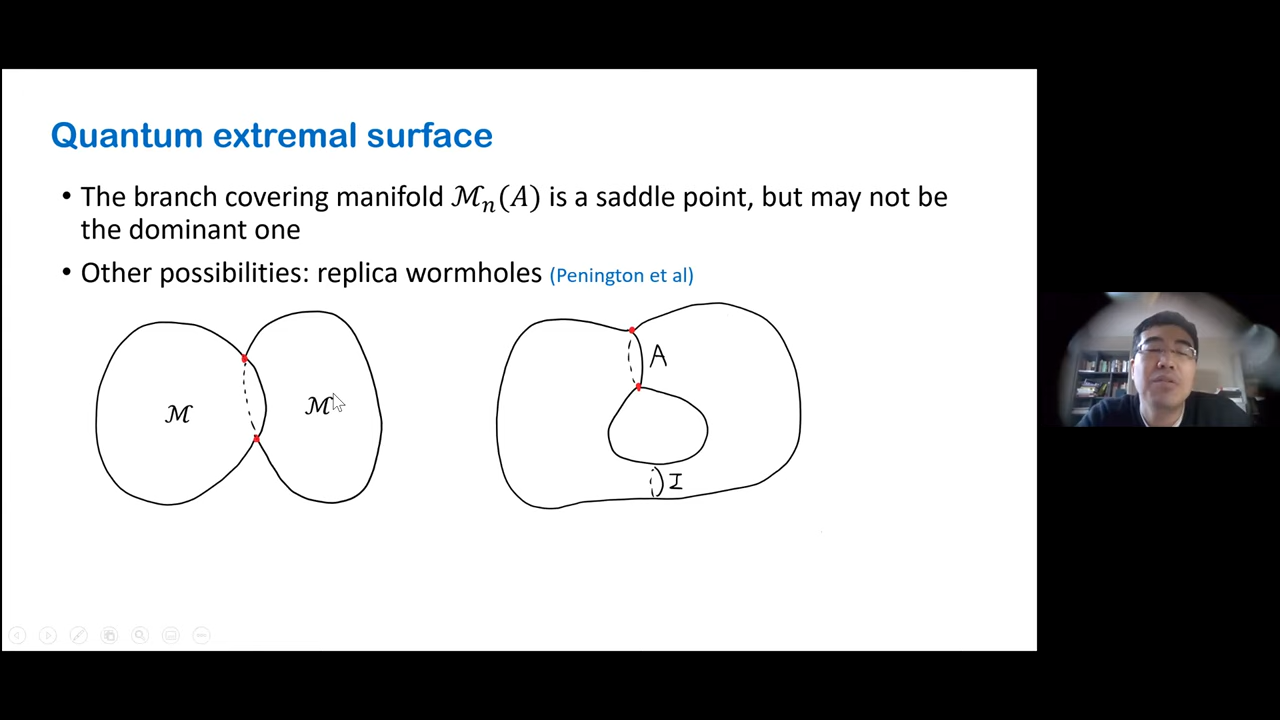 Quantum extremal surface
• The branch covering manifold ℳₙ(A) is a saddle point, but may not be
the dominant one
• Other possibilities: replica wormholes (Penington et al)
ℳ
ℳ
A
I